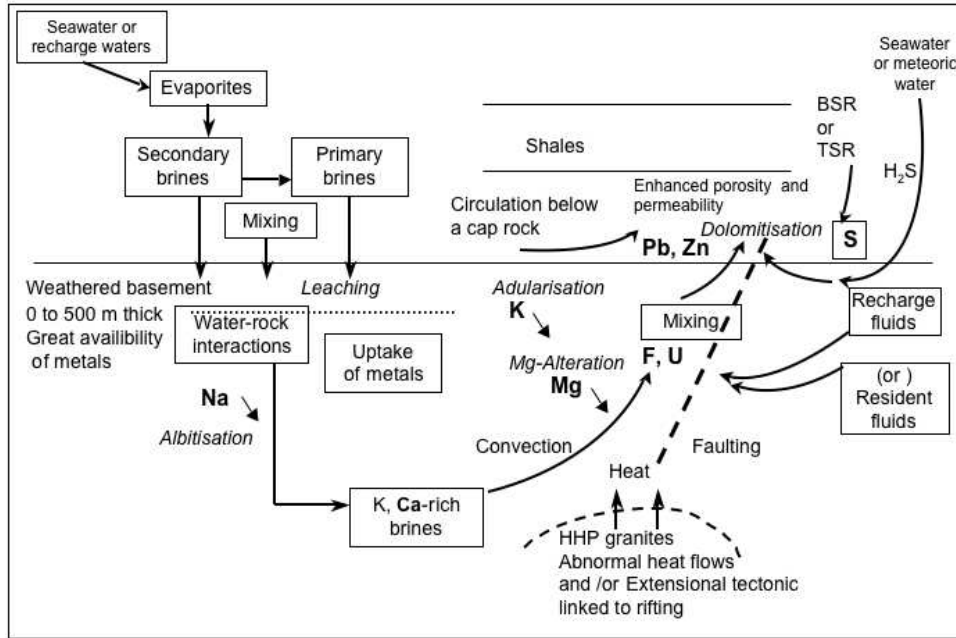 Seawater or
recharge waters
Evaporites
Secondary
brines
Primary
brines
Mixing
Weathered basement
0 to 500 m thick
Great availibility
of metals
Leaching
Water-rock
interactions
Uptake
of metals
Na
Albitisation
K, Ca-rich
brines
Shales
Circulation below
a cap rock
Enhanced porosity and
permeability
Dolomitisation
Pb, Zn
BSR
or
TSR
S
Seawater
or meteoric
water
H₂S
Adularisation
K
Mg-Alteration
Mg
Mixing
F, U
Convection
Recharge
fluids
(or )
Resident
fluids
Faulting
Heat
HHP granites
Abnormal heat flows
and /or Extensional tectonic
linked to rifting